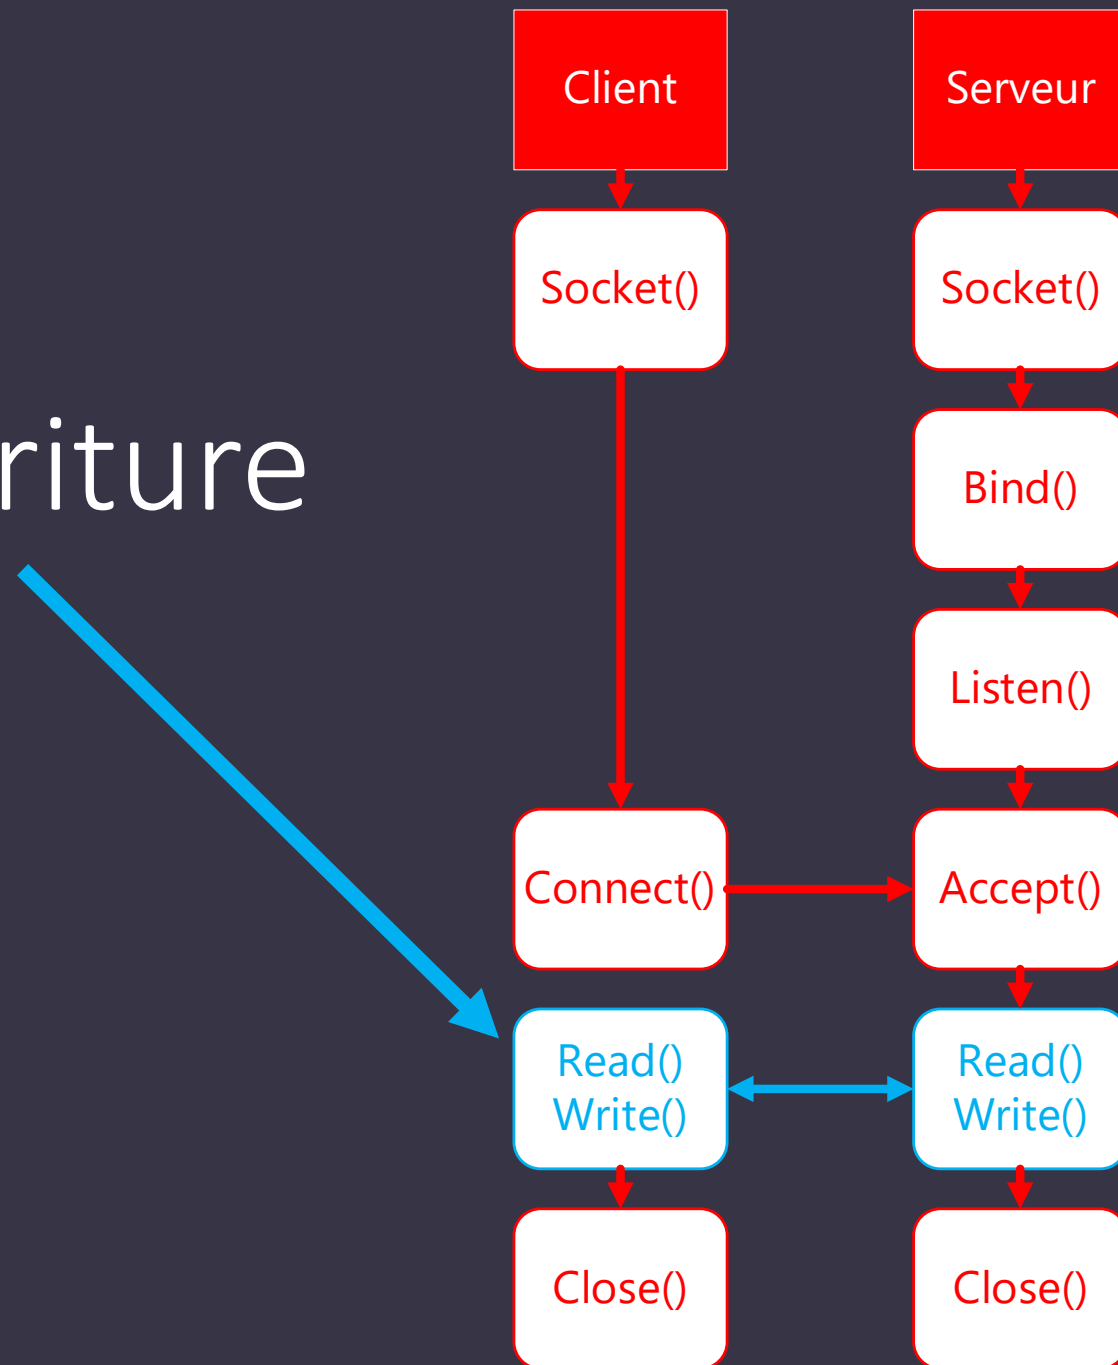 Client
Serveur
Socket()
Socket()
Bind()
riture
Listen()
Connect()
Accept()
Read()
Write()
Read()
Write()
Close()
Close()